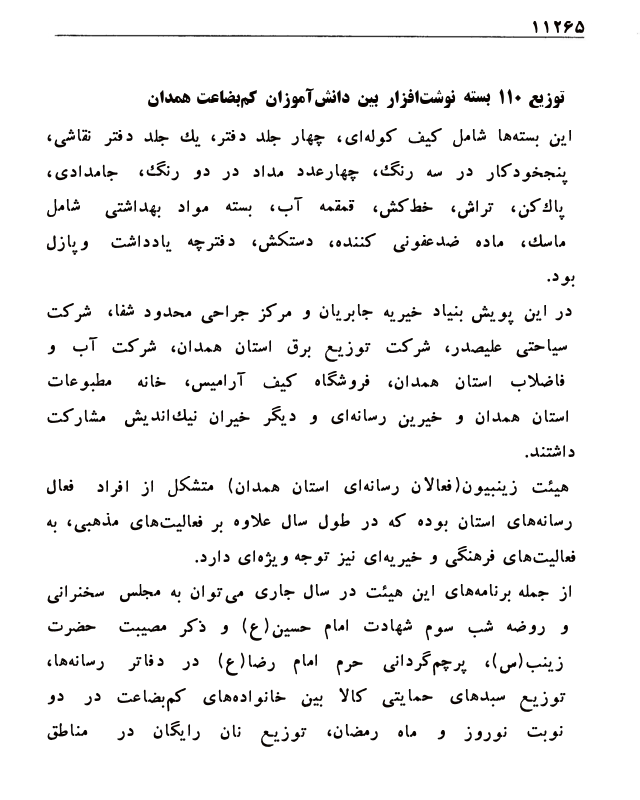 ۱۱۲۶۵
توزیع ۱۱۰ بسته نوشت‌افزار بین دانش‌آموزان کم‌بضاعت همدان
این بسته‌ها شامل کیف کوله‌ای، چهار جلد دفتر، یك جلد دفتر نقاشی،
پنجخودکار در سه رنگ، چهارعدد مداد در دو رنگ، جامدادی،
پاك‌کن، تراش، خط‌کش، قمقمه آب، بسته مواد بهداشتی شامل
ماسك، ماده ضدعفونی کننده، دستکش، دفترچه یادداشت وپازل
بود.
در این پویش بنیاد خیریه جابریان و مرکز جراحی محدود شفا، شرکت
سیاحتی علیصدر، شرکت توزیع برق استان همدان، شرکت آب و
فاضلاب استان همدان، فروشگاه کیف آرامیس، خانه مطبوعات
استان همدان و خیرین رسانه‌ای و دیگر خیران نیك‌اندیش مشارکت
داشتند.
هیئت زینبیون(فعالان رسانه‌ای استان همدان) متشکل از افراد فعال
رسانه‌های استان بوده که در طول سال علاوه بر فعالیت‌های مذهبی، به
فعالیت‌های فرهنگی و خیریه‌ای نیز توجه ویژه‌ای دارد.
از جمله برنامه‌های این هیئت در سال جاری می‌توان به مجلس سخنرانی
و روضه شب سوم شهادت امام حسین(ع) و ذکر مصیبت حضرت
زینب(س)، پرچم‌گردانی حرم امام رضا(ع) در دفاتر رسانه‌ها،
توزیع سبدهای حمایتی کالا بین خانواده‌های کم‌بضاعت در دو
نوبت نوروز و ماه رمضان، توزیع نان رایگان در مناطق